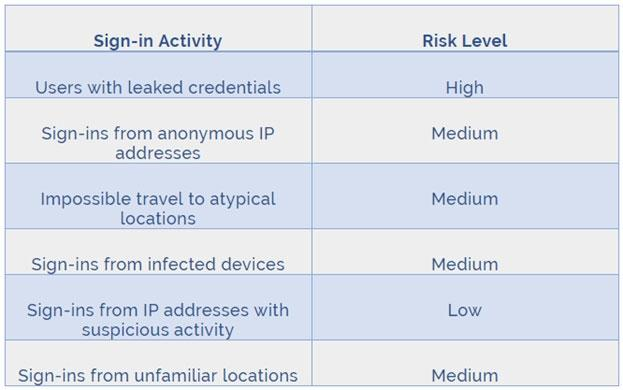 Sign-in Activity
Risk Level
Users with leaked credentials
High
Sign-ins from anonymous IP
addresses
Medium
Impossible travel to atypical
locations
Medium
Sign-ins from infected devices
Medium
Sign-ins from IP addresses with
suspicious activity
Low
Sign-ins from unfamiliar locations
Medium